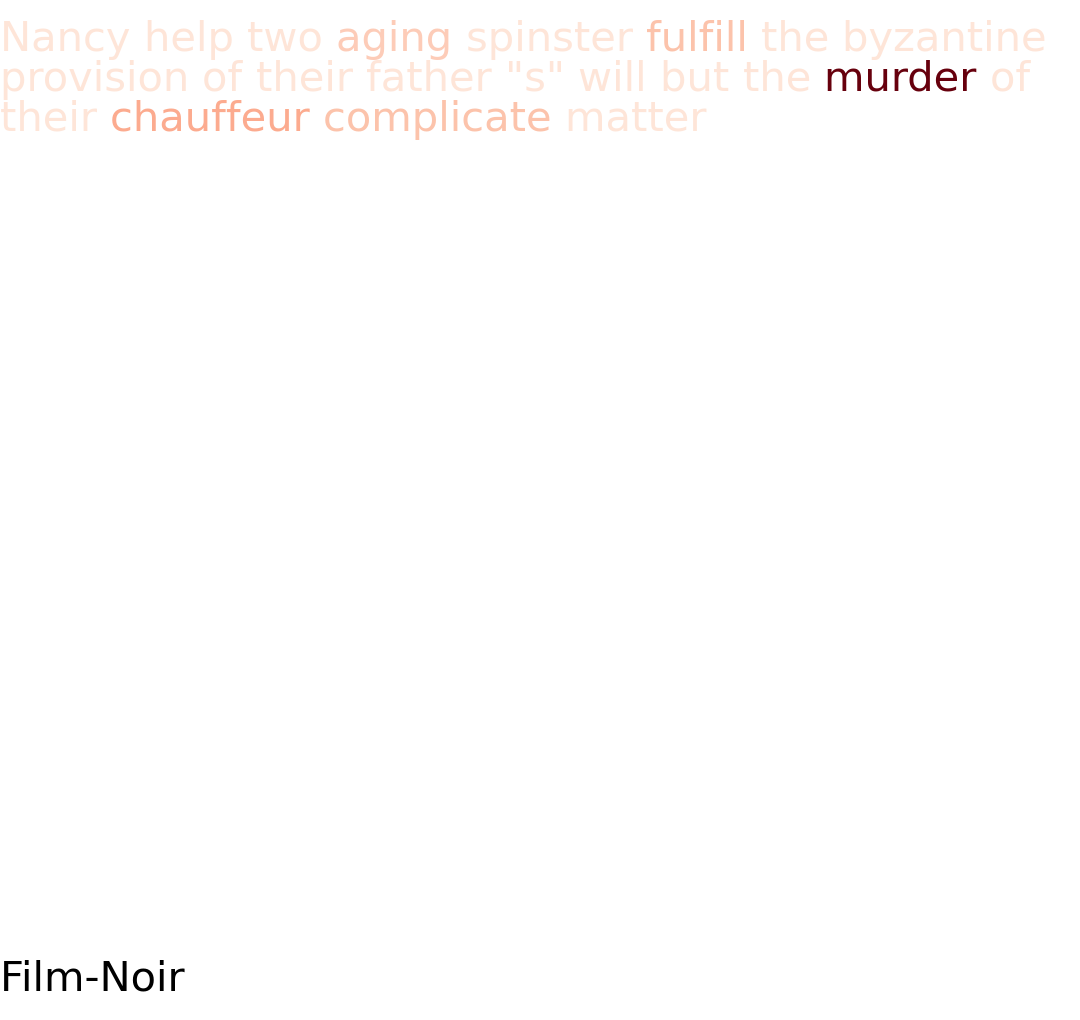 Nancy help two aging spinster fulfill the byzantine
provision of their father "s" will but the murder of
their chauffeur complicate matter
Film-Noir